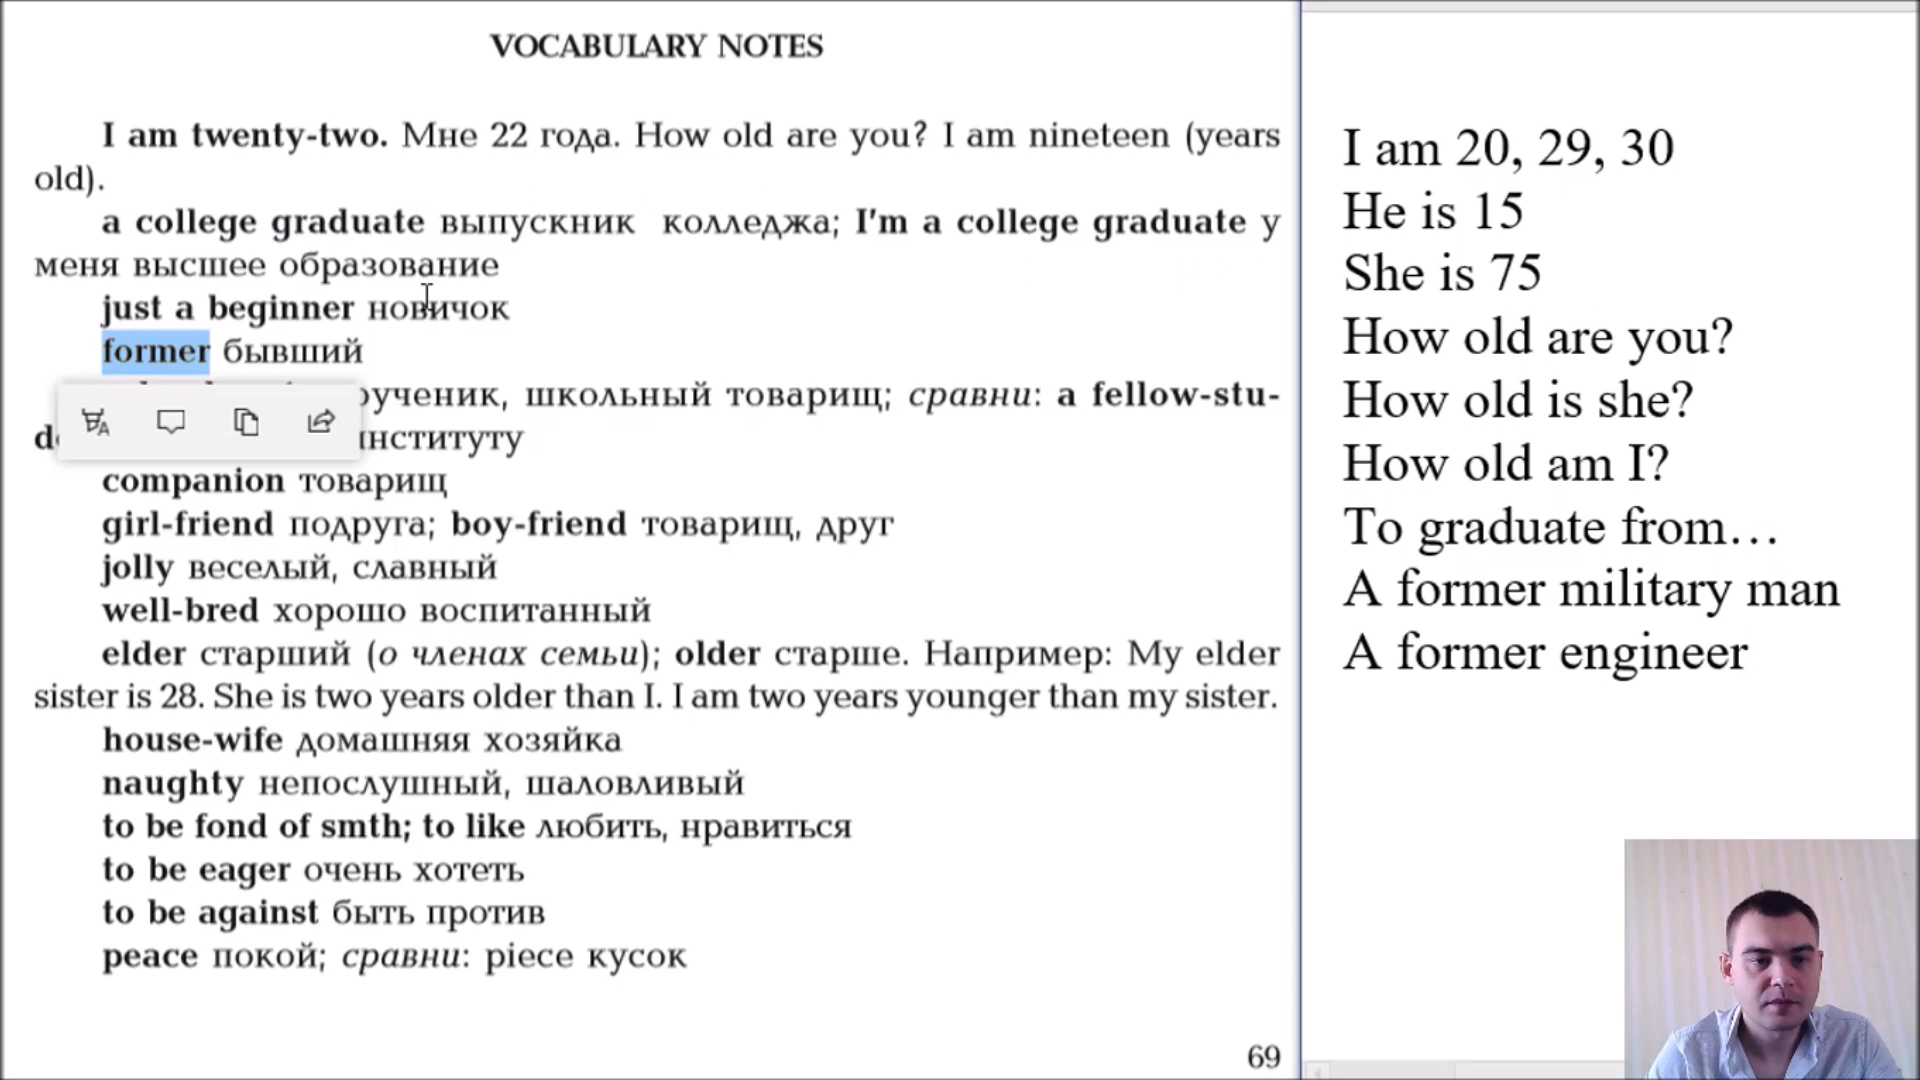 VOCABULARY NOTES
I am twenty-two. Мне 22 года. How old are you? I am nineteen (years
old).
a college graduate выпускник колледжа; I'm a college graduate у
меня высшее образование
just a beginner новичок
former бывший
ученик, школьный товарищ; сравни: a fellow-stu-
институту
companion товарищ
girl-friend подруга; boy-friend товарищ, друг
jolly веселый, славный
well-bred хорошо воспитанный
elder старший (о членах семьи); older старше. Например: My elder
sister is 28. She is two years older than I. I am two years younger than my sister.
house-wife домашняя хозяйка
naughty непослушный, шаловливый
to be fond of smth; to like любить, нравиться
to be eager очень хотеть
to be against быть против
peace покой; сравни: piece кусок
69
I am 20, 29, 30
He is 15
She is 75
How old are you?
How old is she?
How old am I?
To graduate from…
A former military man
A former engineer